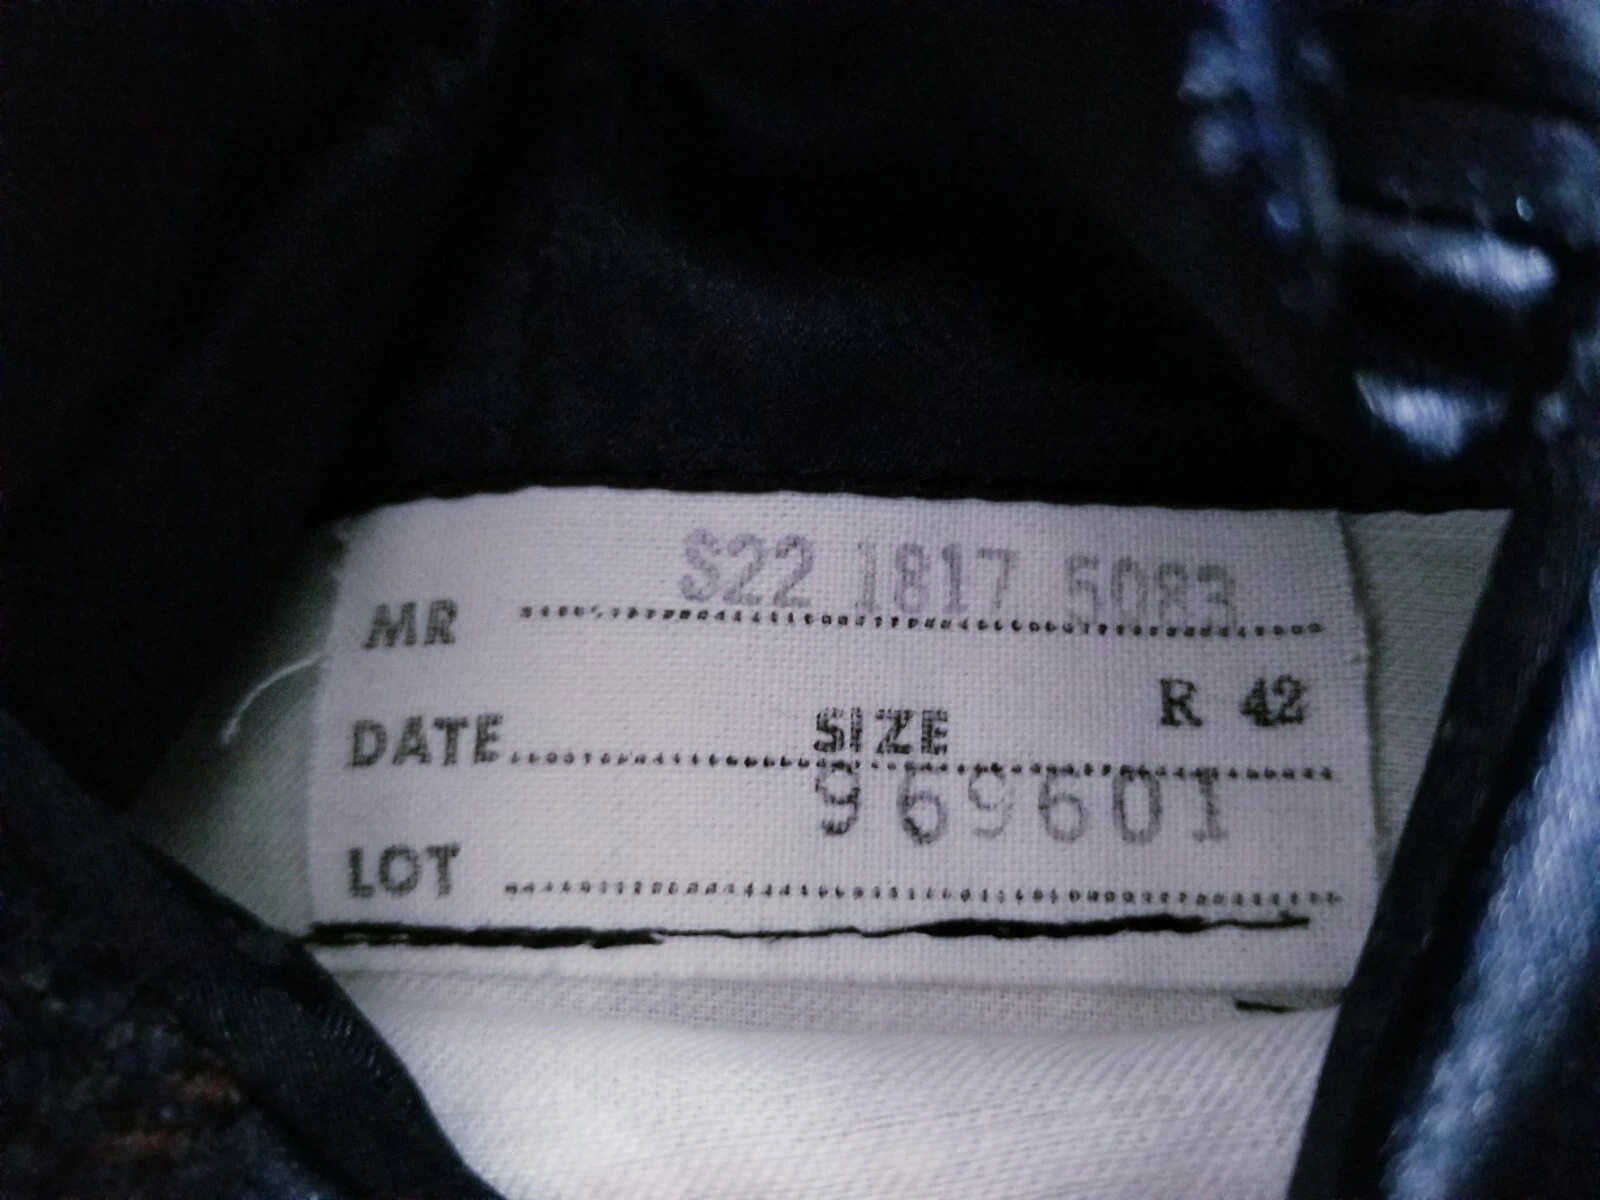 S22 1817 5083
MR
R 42
DATE SIZE
969601
LOT